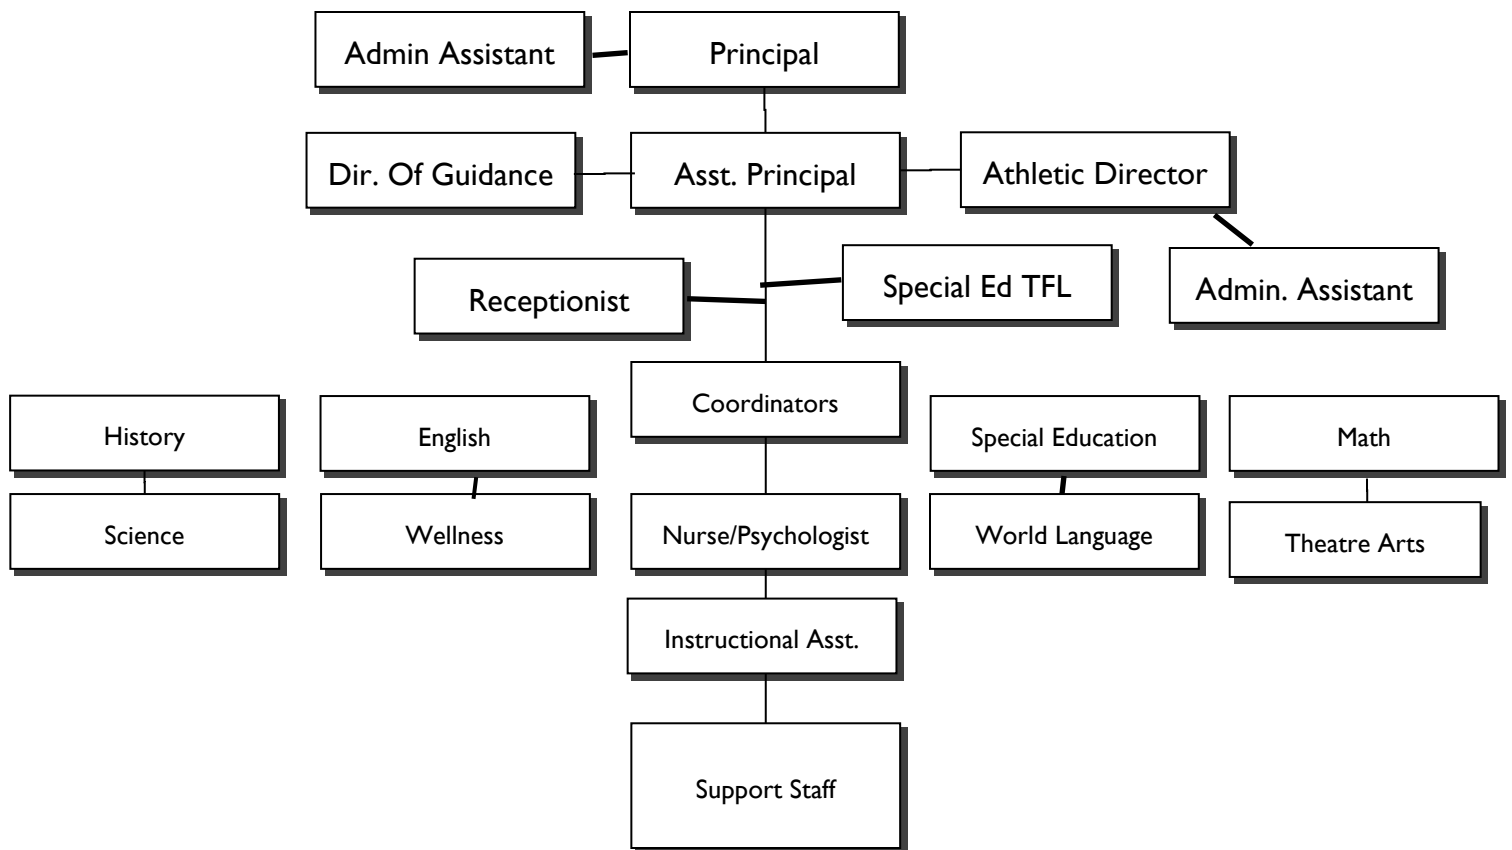 Admin Assistant
Principal
Dir. Of Guidance
Asst. Principal
Athletic Director
Receptionist
Special Ed TFL
Admin. Assistant
Coordinators
History
English
Special Education
Math
Science
Wellness
Nurse/Psychologist
World Language
Theatre Arts
Instructional Asst.
Support Staff